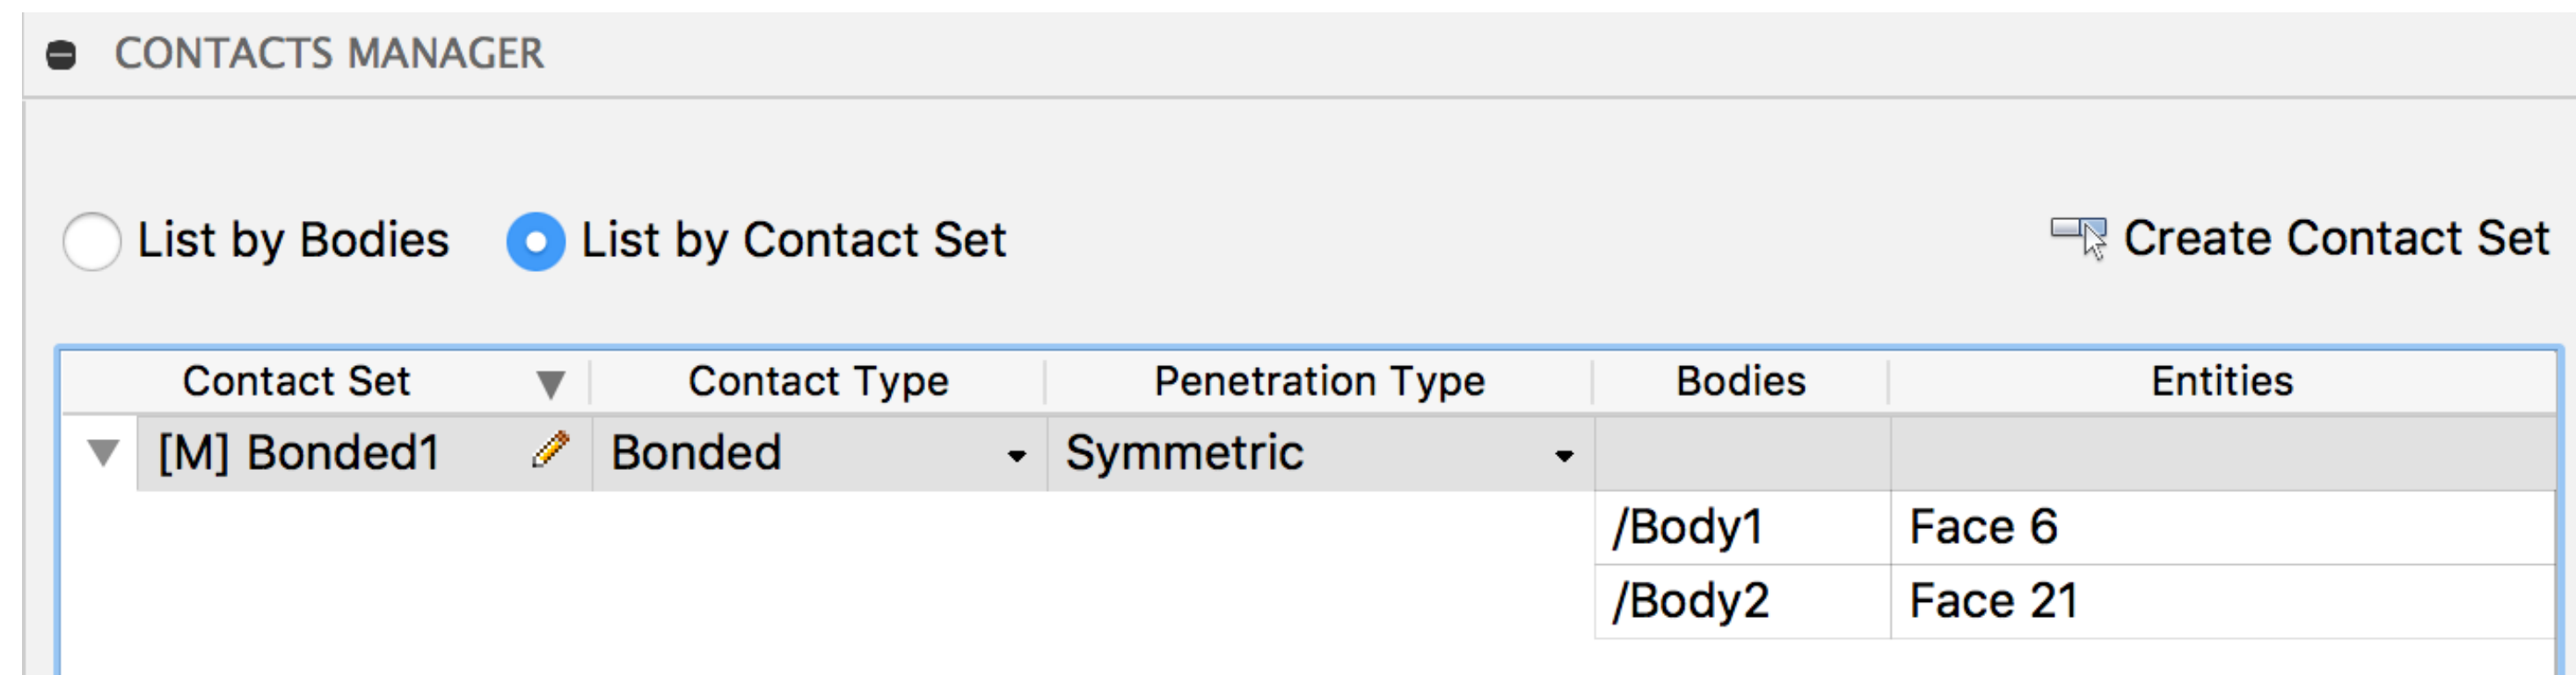 CONTACTS MANAGER
List by Bodies List by Contact Set Create Contact Set
Contact Set Contact Type Penetration Type Bodies Entities
[M] Bonded1 Bonded Symmetric
/Body1 Face 6
/Body2 Face 21